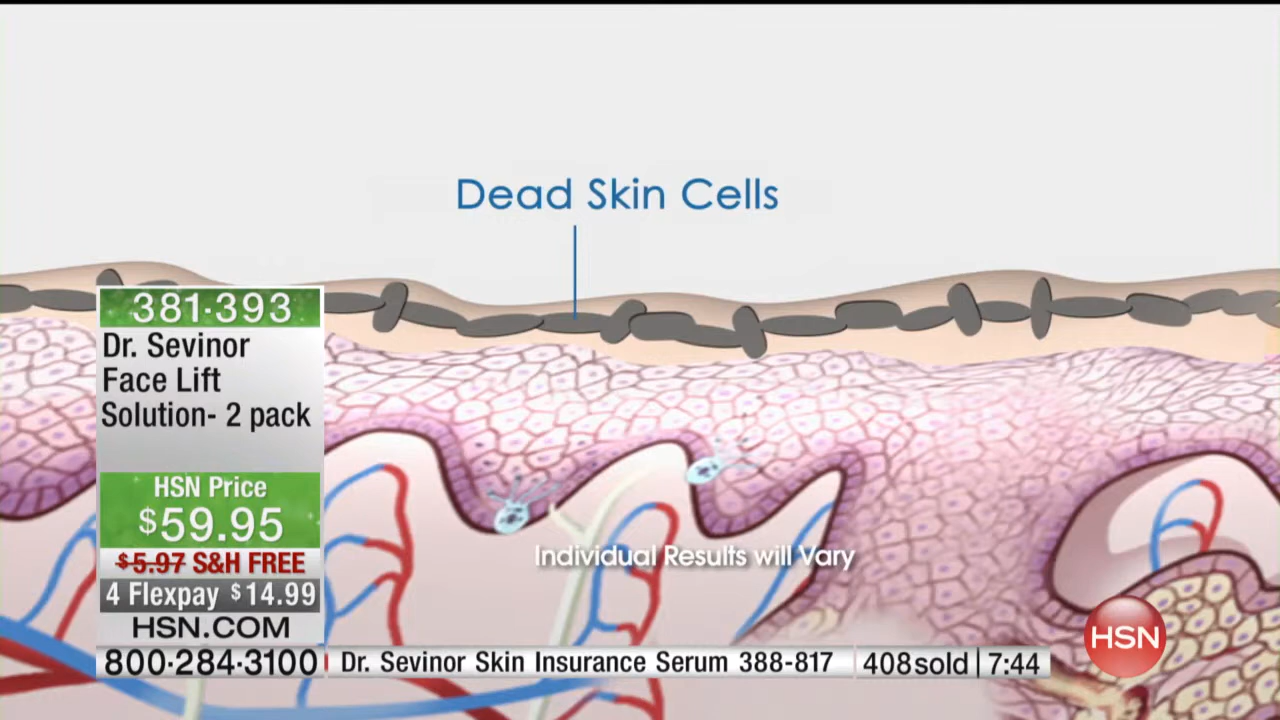 Dead Skin Cells
381·393
Dr. Sevinor
Face Lift
Solution- 2 pack
HSN Price
$59.95
$5.97 S&H FREE
4 Flexpay $14.99
HSN.COM
800·284·3100
Individual Results will Vary
HSN
Dr. Sevinor Skin Insurance Serum 388-817
408sold | 7:44